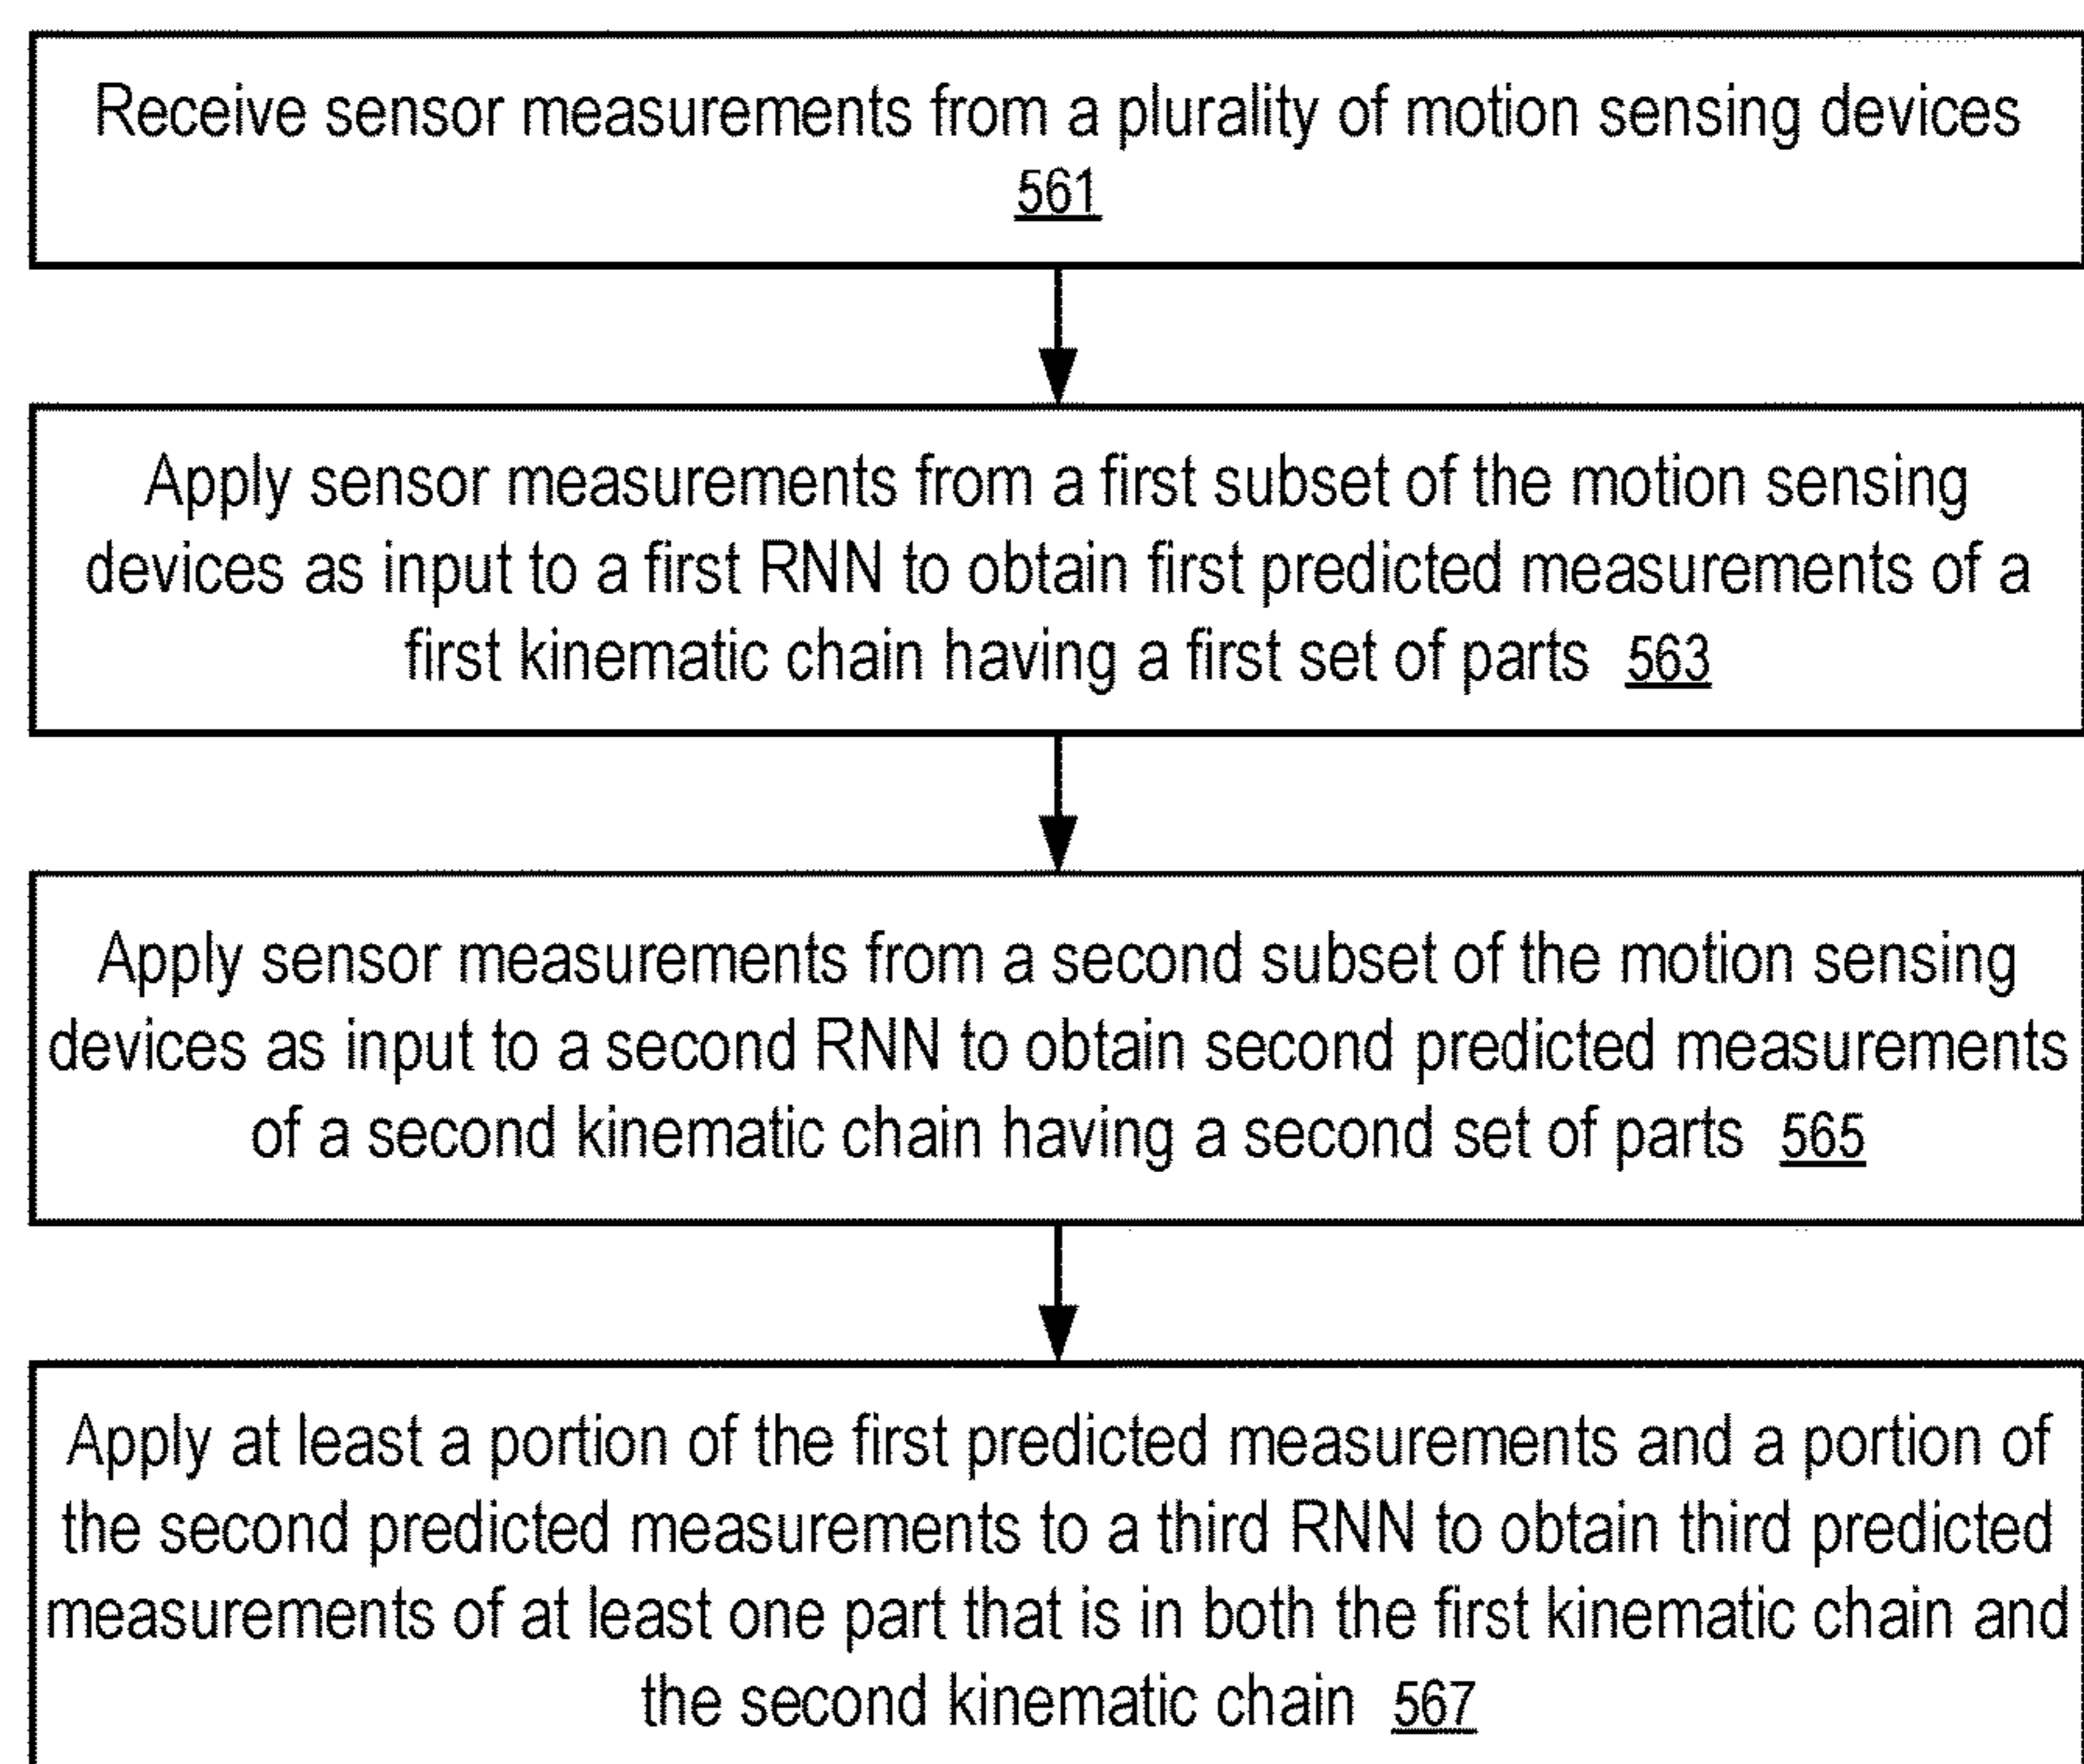 Receive sensor measurements from a plurality of motion sensing devices
561
Apply sensor measurements from a first subset of the motion sensing
devices as input to a first RNN to obtain first predicted measurements of a
first kinematic chain having a first set of parts 563
Apply sensor measurements from a second subset of the motion sensing
devices as input to a second RNN to obtain second predicted measurements
of a second kinematic chain having a second set of parts 565
Apply at least a portion of the first predicted measurements and a portion of
the second predicted measurements to a third RNN to obtain third predicted
measurements of at least one part that is in both the first kinematic chain and
the second kinematic chain 567